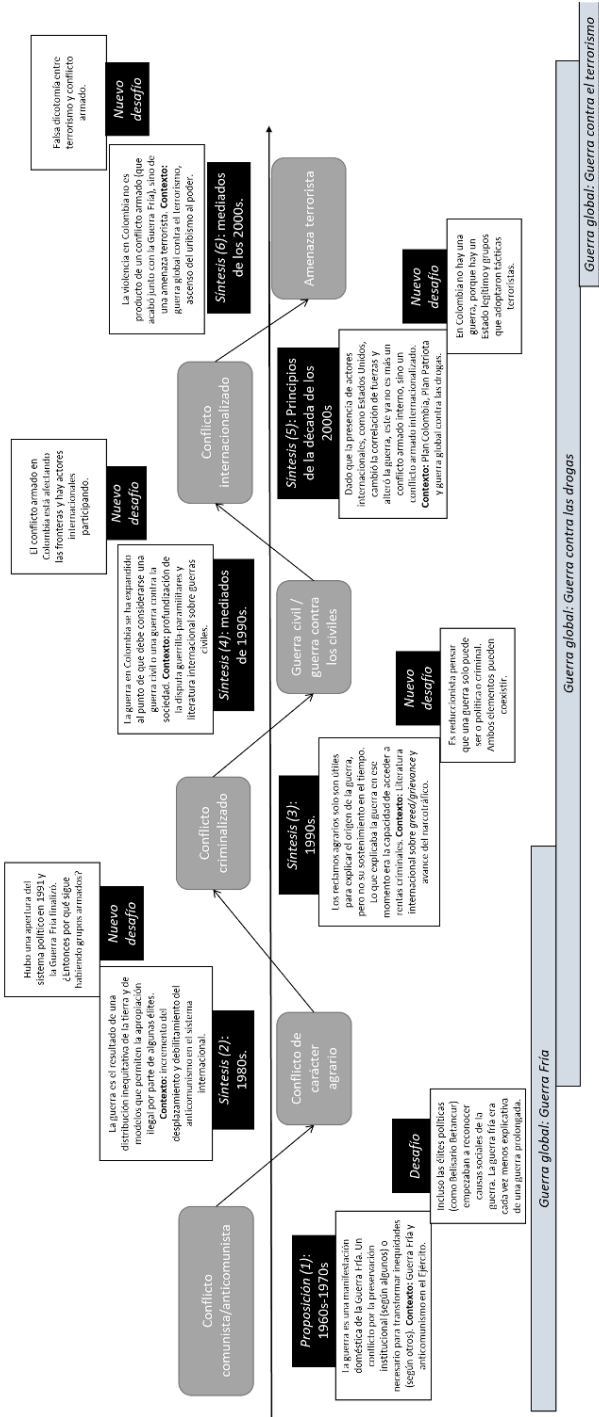 Conflicto
comunista/anticomunista
Proposición (1):
1960s-1970s
La guerra es una manifestación
doméstica de la Guerra Fría. Un
conflicto por la preservación
institucional (según algunos) o
necesario para transformar inequidades
(según otros). Contexto: Guerra Fría y
anticomunismo en el Ejército.
Desafío
Incluso las élites políticas
(como Belisario Betancur)
empezaban a reconocer
causas sociales de la
guerra. La guerra fría era
cada vez menos explicativa
de una guerra prolongada.
Conflicto de
carácter
agrario
La guerra es el resultado de una
distribución inequitativa de la tierra y de
modelos que permiten la apropiación
ilegal por parte de algunas élites.
Contexto: incremento del
desplazamiento y debilitamiento del
anticomunismo en el sistema
internacional.
Síntesis (2):
1980s.
Hubo una apertura del
sistema político en 1991 y
la Guerra Fría finalizó.
¿Entonces por qué sigue
habiendo grupos armados?
Nuevo
desafío
Conflicto
criminalizado
Síntesis (3):
1990s.
Los reclamos agrarios solo son útiles
para explicar el origen de la guerra,
pero no su sostenimiento en el tiempo.
Lo que explicaba la guerra en ese
momento era la capacidad de acceder a
rentas criminales. Contexto: Literatura
internacional sobre greed/grievance y
avance del narcotráfico.
Nuevo
desafío
Es reduccionista pensar
que una guerra solo puede
ser o política o criminal.
Ambos elementos pueden
coexistir.
Guerra civil /
guerra contra
los civiles
La guerra en Colombia se ha expandido
al punto de que debe considerarse una
guerra civil o una guerra contra la
sociedad. Contexto: profundización de
la disputa guerrilla-paramilitares y
literatura internacional sobre guerras
civiles.
Síntesis (4): mediados
de 1990s.
El conflicto armado en
Colombia está afectando
las fronteras y hay actores
internacionales
participando.
Nuevo
desafío
Conflicto
internacionalizado
Síntesis (5): Principios
de la década de los
2000s
Dado que la presencia de actores
internacionales, como Estados Unidos,
cambió la correlación de fuerzas y
alteró la guerra, este ya no es más un
conflicto armado interno, sino un
conflicto armado internacionalizado.
Contexto: Plan Colombia, Plan Patriota
y guerra global contra las drogas.
Nuevo
desafío
En Colombia no hay una
guerra, porque hay un
Estado legítimo y grupos
que adoptaron tácticas
terroristas.
Amenaza terrorista
La violencia en Colombia no es
producto de un conflicto armado (que
acabó junto con la Guerra Fría), sino de
una amenaza terrorista. Contexto:
guerra global contra el terrorismo,
ascenso del uribismo al poder.
Síntesis (6): mediados
de los 2000s.
Falsa dicotomía entre
terrorismo y conflicto
armado.
Nuevo
desafío
Guerra global: Guerra Fría
Guerra global: Guerra contra las drogas
Guerra global: Guerra contra el terrorismo